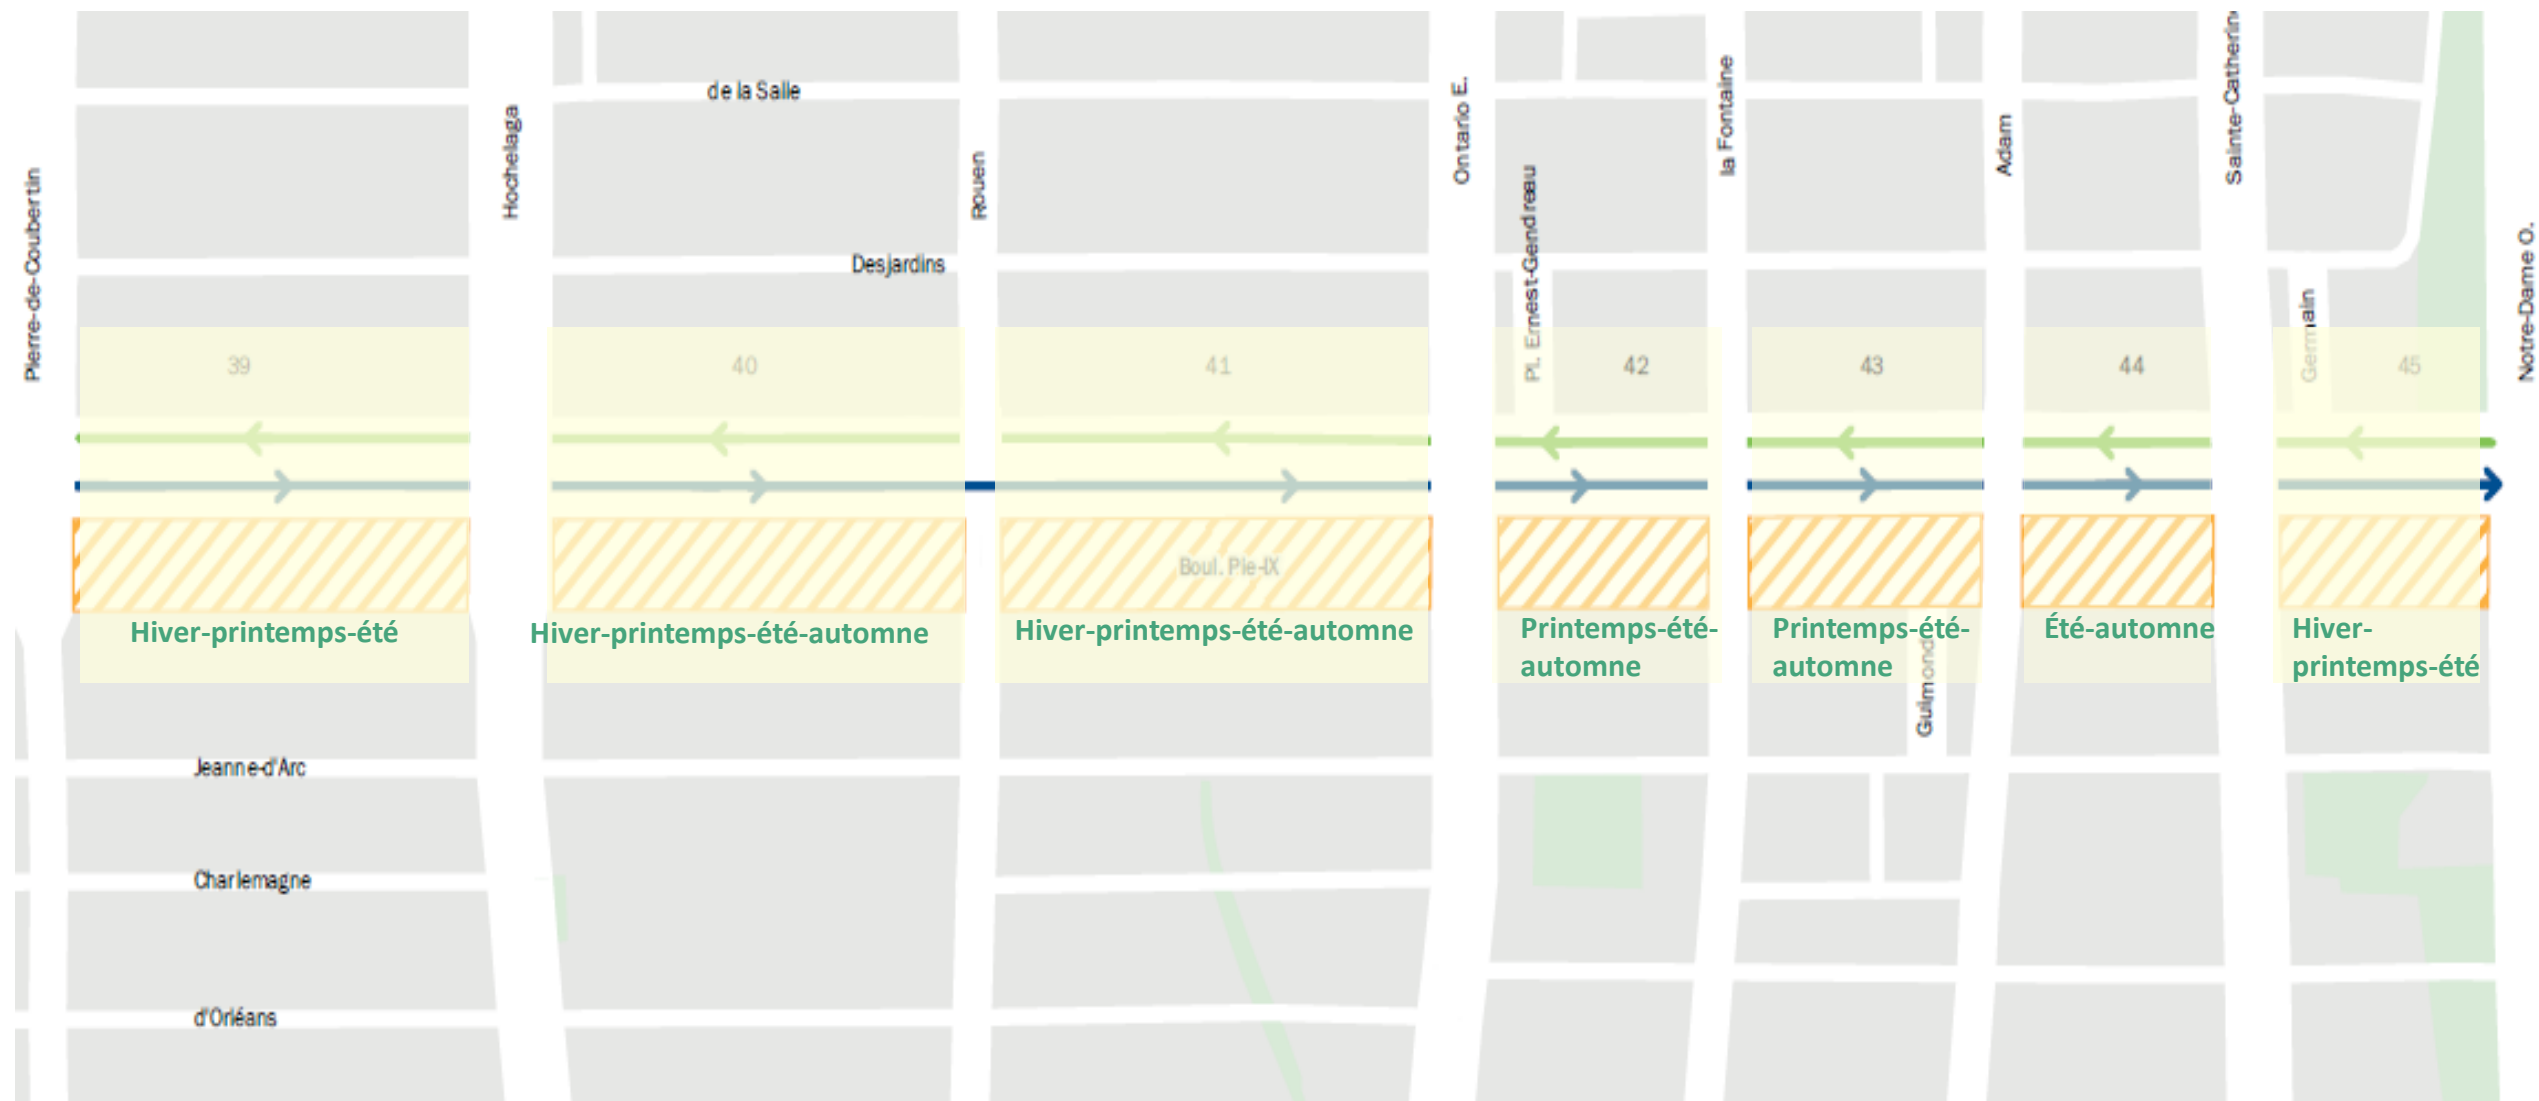 de la Salle
Pierre-de-Coubertin
Hochelaga
Rouen
Ontario E.
Pl. Ernest-Gendreau
la Fontaine
Adam
Sainte-Catherin
Germain
Notre-Dame O.
Desjardins
39
40
41
42
43
44
45
Boul. Pie-IX
Hiver-printemps-été
Hiver-printemps-été-automne
Hiver-printemps-été-automne
Printemps-été-
automne
Printemps-été-
automne
Été-automne
Hiver-
printemps-été
Guimond
Jeanne-d'Arc
Charlemagne
d'Orléans